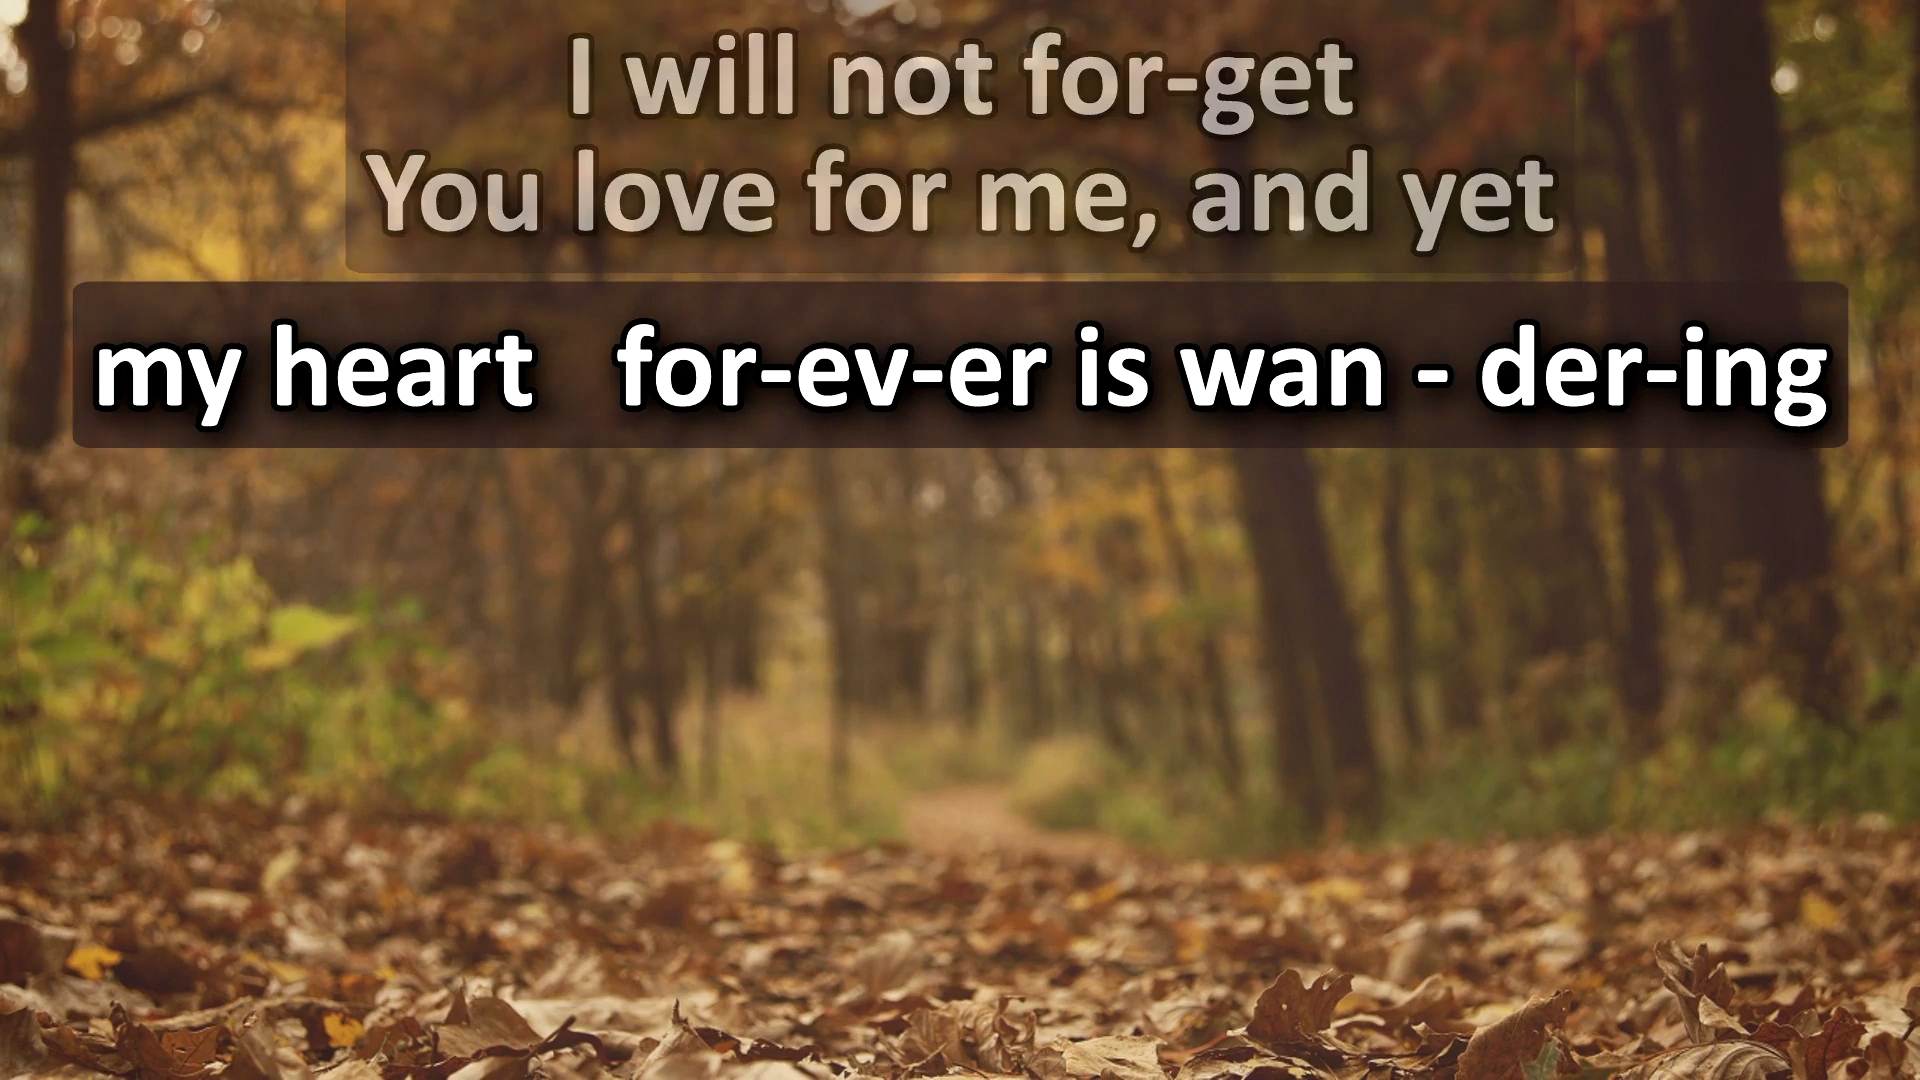 I will not for-get
You love for me, and yet
my heart   for-ev-er is wan - der-ing